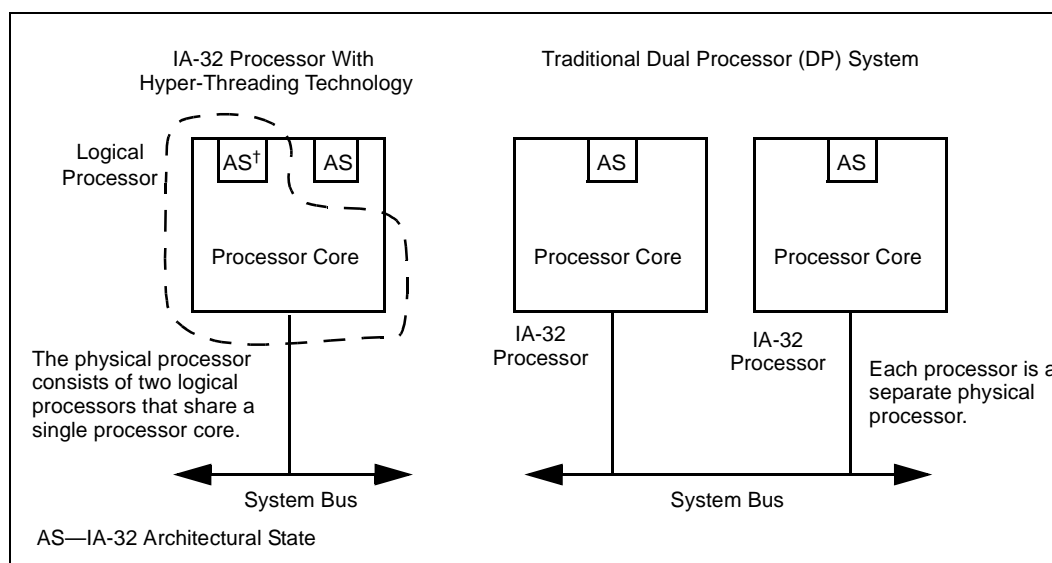 IA-32 Processor With
Hyper-Threading Technology
Logical
Processor
AS†
AS
Processor Core
The physical processor
consists of two logical
processors that share a
single processor core.
System Bus
Traditional Dual Processor (DP) System
AS
AS
Processor Core
Processor Core
IA-32
Processor
IA-32
Processor
Each processor is a
separate physical
processor.
System Bus
AS—IA-32 Architectural State